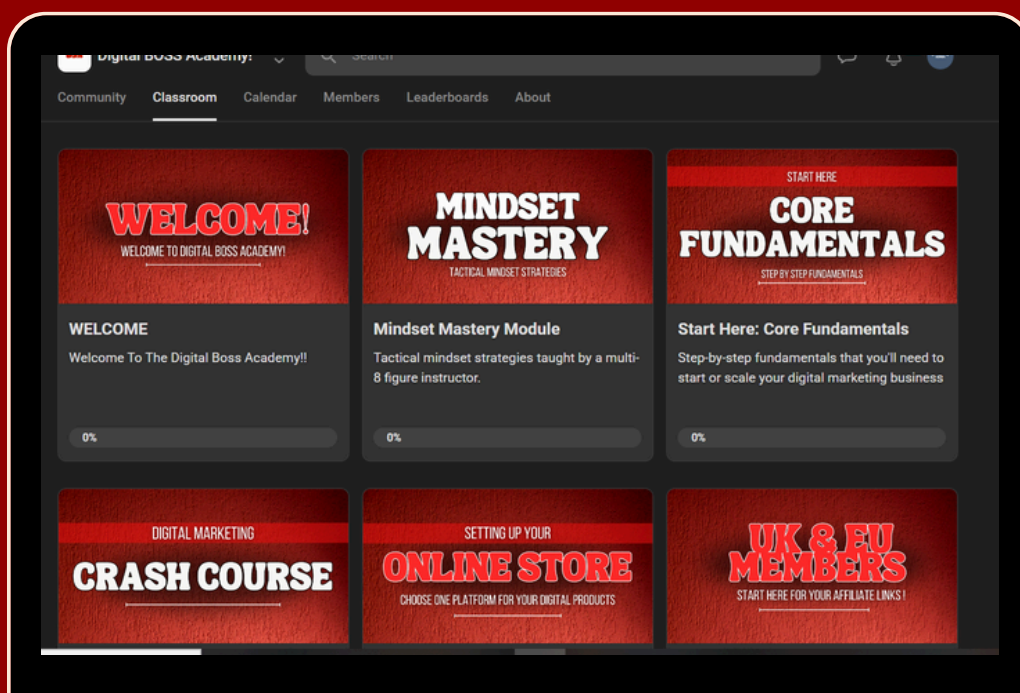 Digital BOSS Academy!
Search
Community Classroom Calendar Members Leaderboards About
WELCOME!
WELCOME TO DIGITAL BOSS ACADEMY!
WELCOME
Welcome To The Digital Boss Academy!!
0%
MINDSET
MASTERY
TACTICAL MINDSET STRATEGIES
Mindset Mastery Module
Tactical mindset strategies taught by a multi-
8 figure instructor.
0%
START HERE
CORE
FUNDAMENTALS
STEP BY STEP FUNDAMENTALS
Start Here: Core Fundamentals
Step-by-step fundamentals that you'll need to
start or scale your digital marketing business
0%
DIGITAL MARKETING
CRASH COURSE
SETTING UP YOUR
ONLINE STORE
CHOOSE ONE PLATFORM FOR YOUR DIGITAL PRODUCTS
UK & EU
MEMBERS
START HERE FOR YOUR AFFILIATE LINKS !